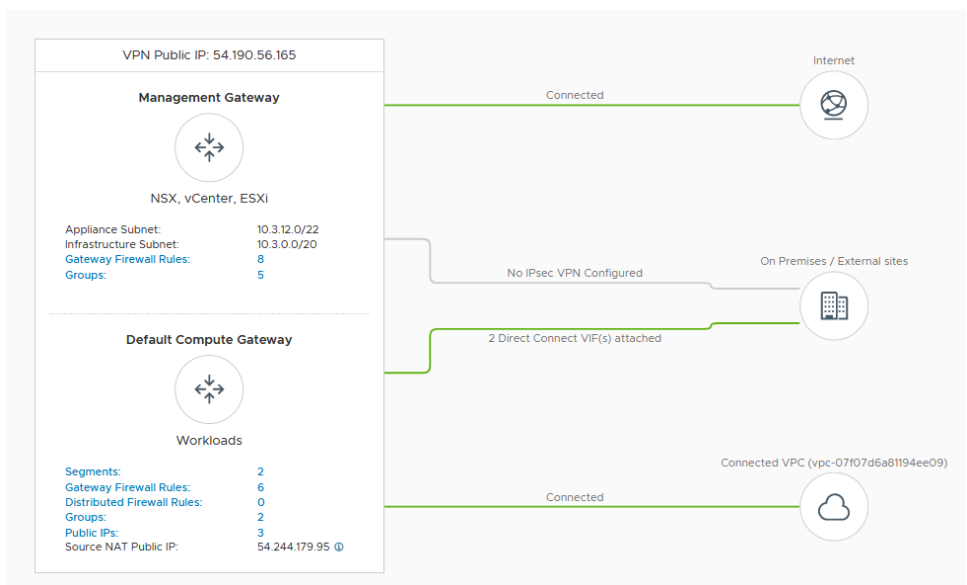 VPN Public IP: 54.190.56.165
Internet
Management Gateway
Connected
NSX, vCenter, ESXi
Appliance Subnet: 10.3.12.0/22
Infrastructure Subnet: 10.3.0.0/20
Gateway Firewall Rules: 8
Groups: 5
On Premises / External sites
No IPsec VPN Configured
2 Direct Connect VIF(s) attached
Default Compute Gateway
Workloads
Connected VPC (vpc-07f07d6a81194ee09)
Segments: 2
Gateway Firewall Rules: 6
Connected
Distributed Firewall Rules: 0
Groups: 2
Public IPs: 3
Source NAT Public IP: 54.244.179.95